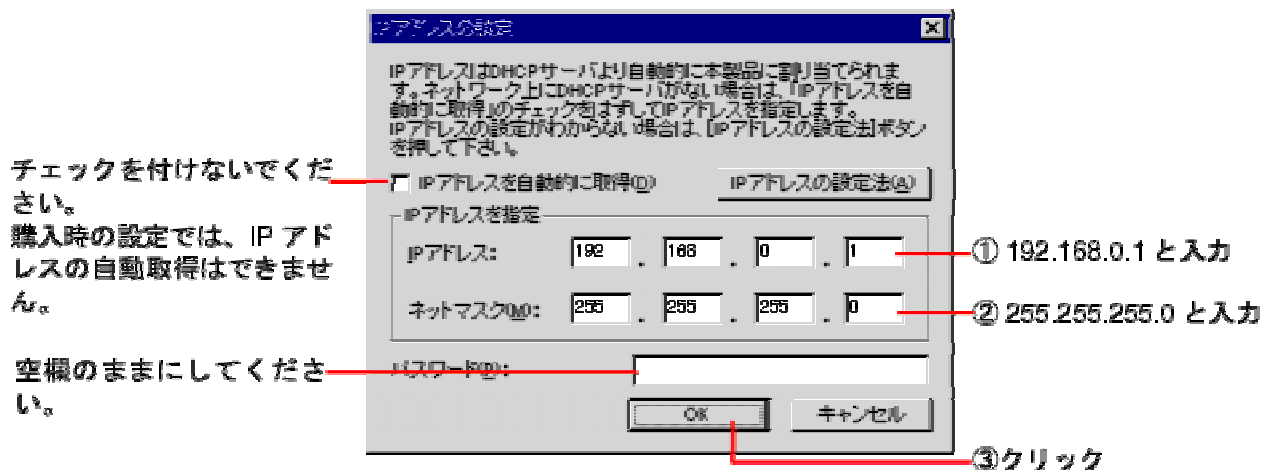 IPアドレスの設定
IPアドレスはDHCPサーバより自動的に本製品に割り当てられま
す。ネットワーク上にDHCPサーバがない場合は、「IPアドレスを自
動的に取得」のチェックをはずしてIPアドレスを指定します。
IPアドレスの設定がわからない場合は、[IPアドレスの設定法]ボタン
を押して下さい。
チェックを付けないでくだ
さい。
購入時の設定では、IP アド
レスの自動取得はできませ
ん。
IPアドレスを自動的に取得(D)
IPアドレスの設定法(A)
IPアドレスを指定
IPアドレス: 192 . 168 . 0 . 1
① 192.168.0.1 と入力
ネットマスク(M): 255 . 255 . 255 . 0
② 255.255.255.0 と入力
空欄のままにしてくださ
い。
パスワード(P):
OK
キャンセル
③クリック